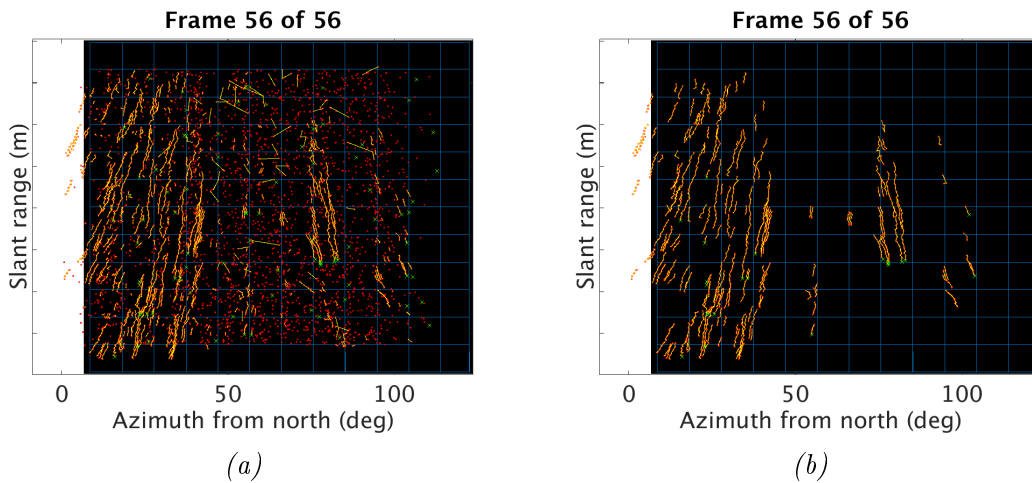 Frame 56 of 56
Slant range (m)
0 50 100
Azimuth from north (deg)
(a)
Frame 56 of 56
Slant range (m)
0 50 100
Azimuth from north (deg)
(b)